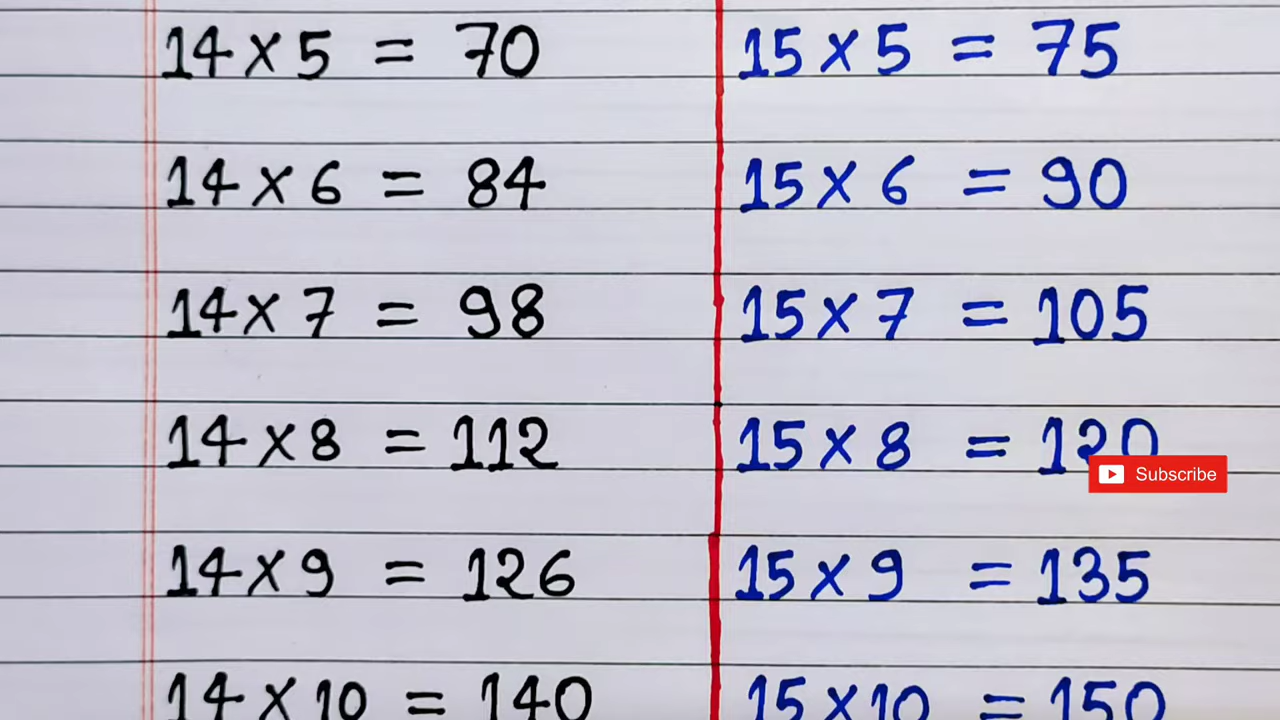 14 × 5 = 70 15 × 5 = 75
14 × 6 = 84 15 × 6 = 90
14 × 7 = 98 15 × 7 = 105
14 × 8 = 112 15 × 8 = 120
Subscribe
14 × 9 = 126 15 × 9 = 135
14 × 10 = 140 15 × 10 = 150